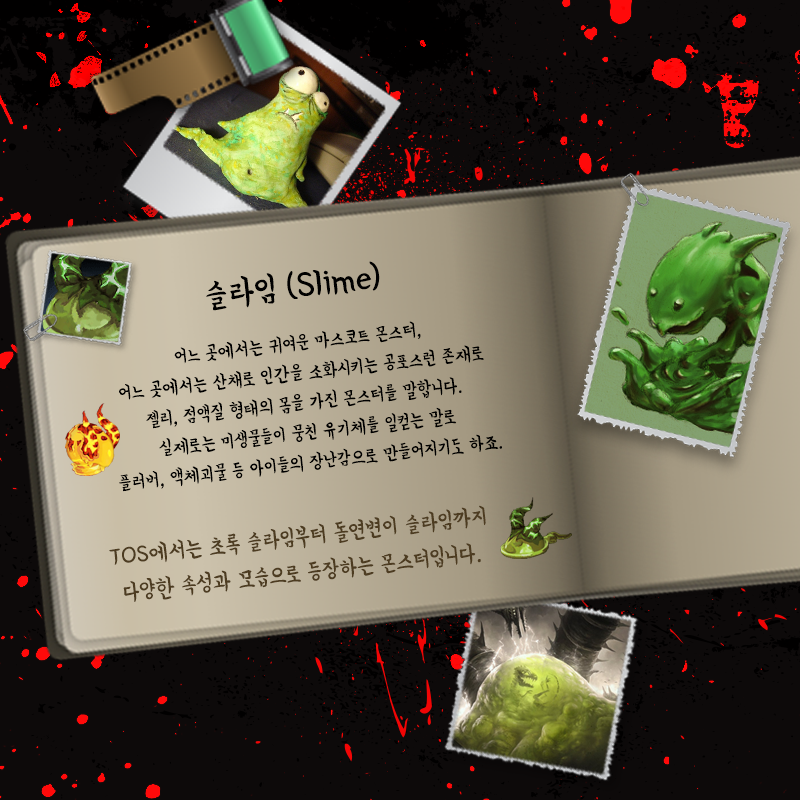 슬라임 (Slime)
어느 곳에서는 귀여운 마스코트 몬스터,
어느 곳에서는 산채로 인간을 소화시키는 공포스런 존재로
젤리, 점액질 형태의 몸을 가진 몬스터를 말합니다.
실제로는 미생물들이 뭉친 유기체를 일컫는 말로
플러버, 액체괴물 등 아이들의 장난감으로 만들어지기도 하죠.
TOS에서는 초록 슬라임부터 돌연변이 슬라임까지
다양한 속성과 모습으로 등장하는 몬스터입니다.